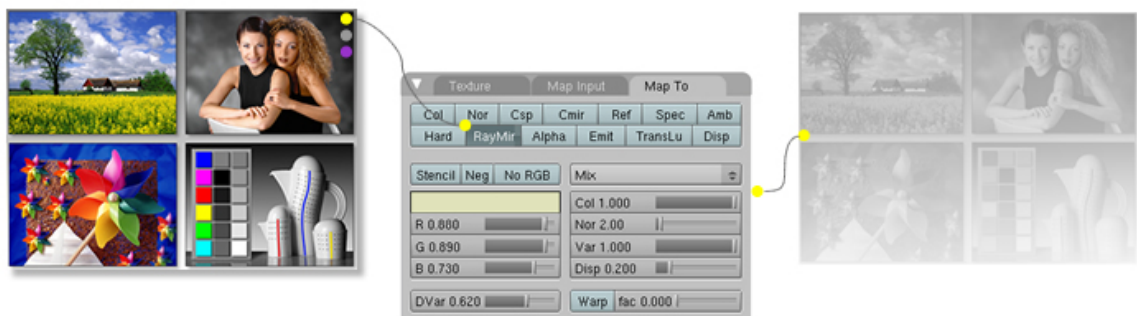 Texture Map Input Map To
Col Nor Csp Cmir Ref Spec Amb
Hard RayMir Alpha Emit TransLu Disp
Stencil Neg No RGB Mix
Col 1.000
R 0.880 Nor 2.00
G 0.890 Var 1.000
B 0.730 Disp 0.200
DVar 0.620 Warp fac 0.000